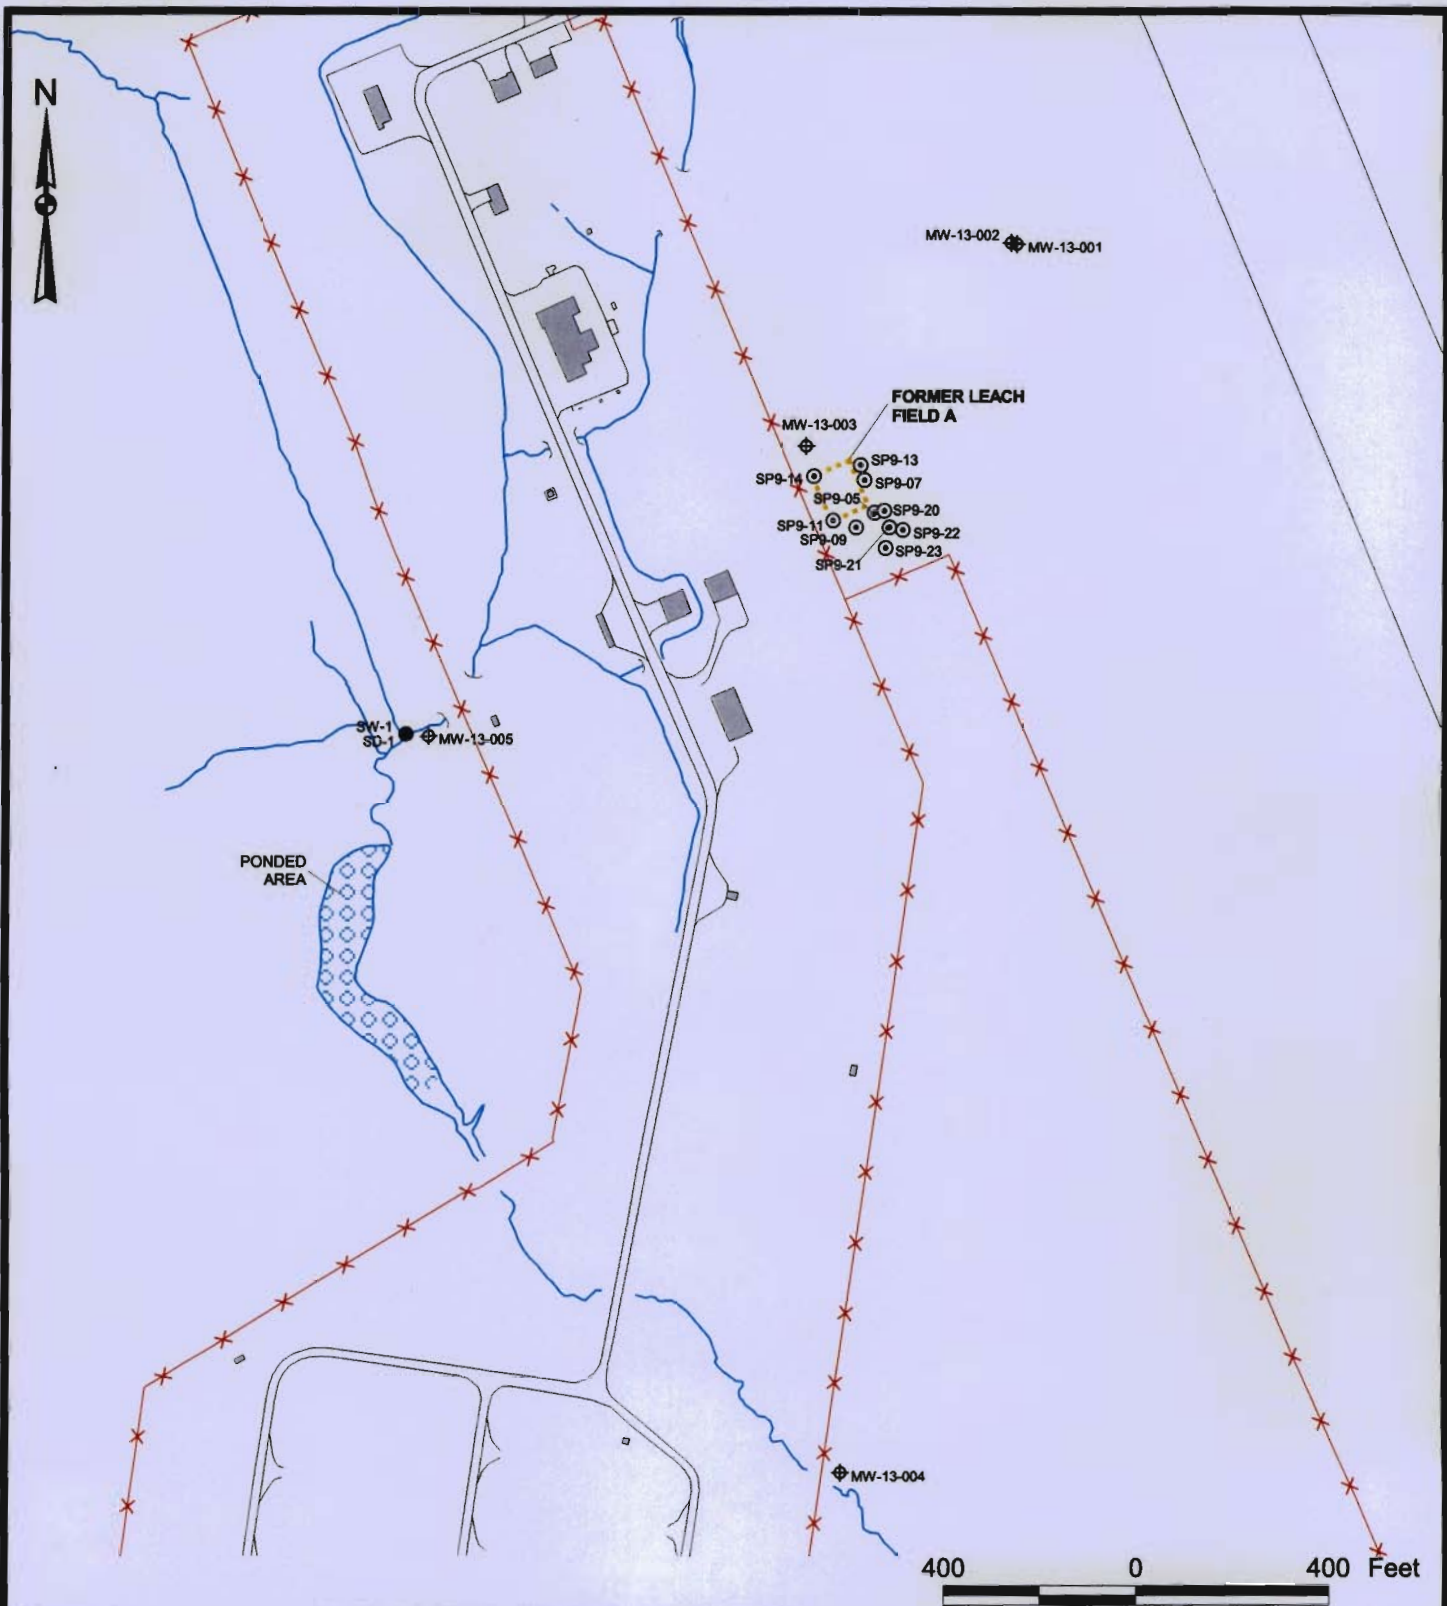 N
MW-13-002
MW-13-001
FORMER LEACH
FIELD A
MW-13-003
SP9-13
SP9-14
SP9-07
SP9-05
SP9-20
SP9-11
SP9-22
SP9-09
SP9-23
SP9-21
SW-1
SD-1
MW-13-005
PONDED
AREA
MW-13-004
400 0 400 Feet